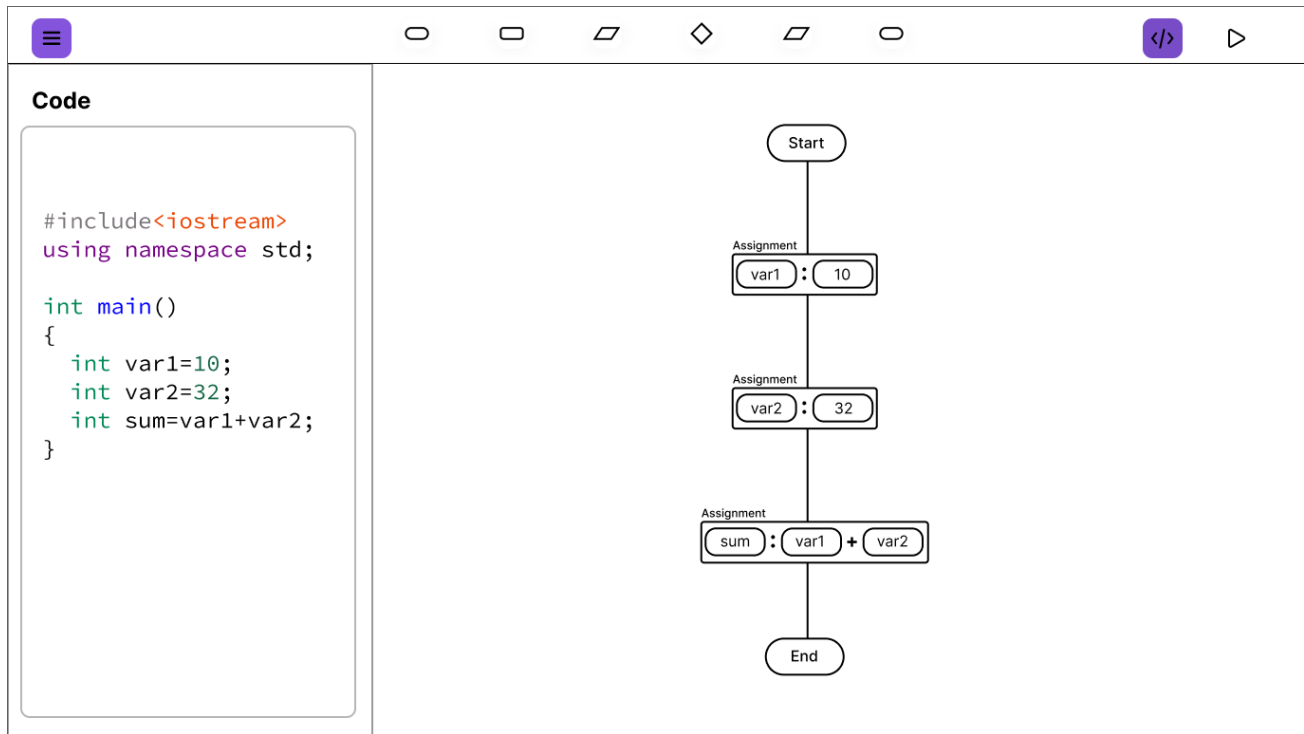 </>
Code
#include<iostream>
using namespace std;
int main()
{
  int var1=10;
  int var2=32;
  int sum=var1+var2;
}
Start
Assignment
var1 : 10
Assignment
var2 : 32
Assignment
sum : var1 + var2
End